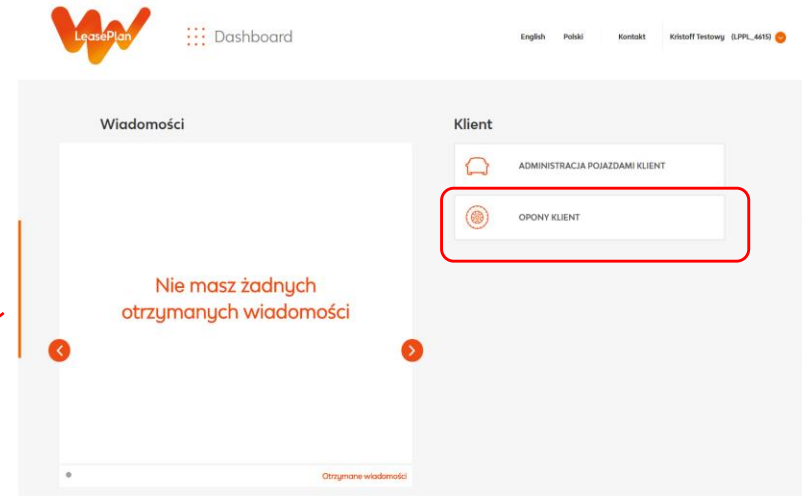 LeasePlan
Dashboard
English Polski Kontakt Kristoff Testowy (LPPL_4615)
Wiadomości
Klient
ADMINISTRACJA POJAZDAMI KLIENT
OPONY KLIENT
Nie masz żadnych
otrzymanych wiadomości
Otrzymane wiadomości